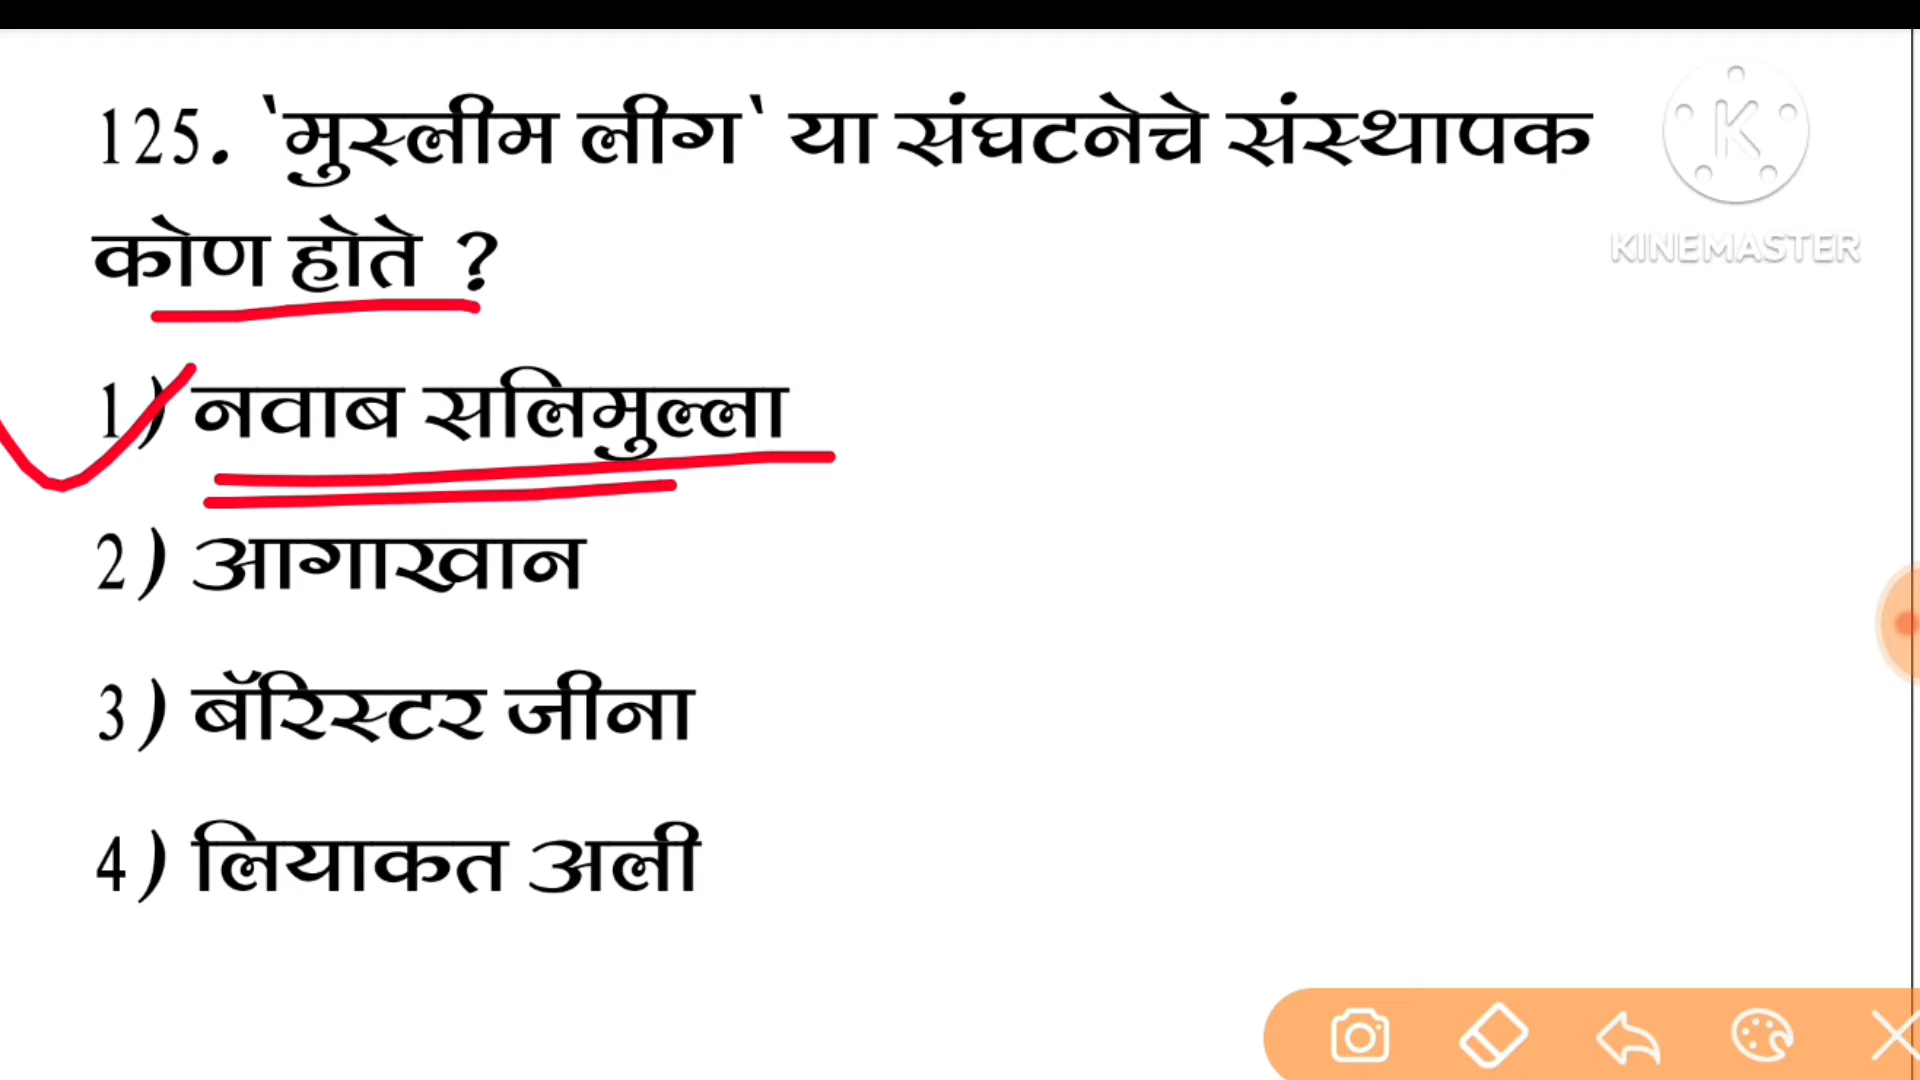 125. `मुस्लीम लीग` या संघटनेचे संस्थापक
कोण होते ?
1) नवाब सलिमुल्ला
2) आगाखान
3) बॅरिस्टर जीना
4) लियाकत अली
K
KINEMASTER